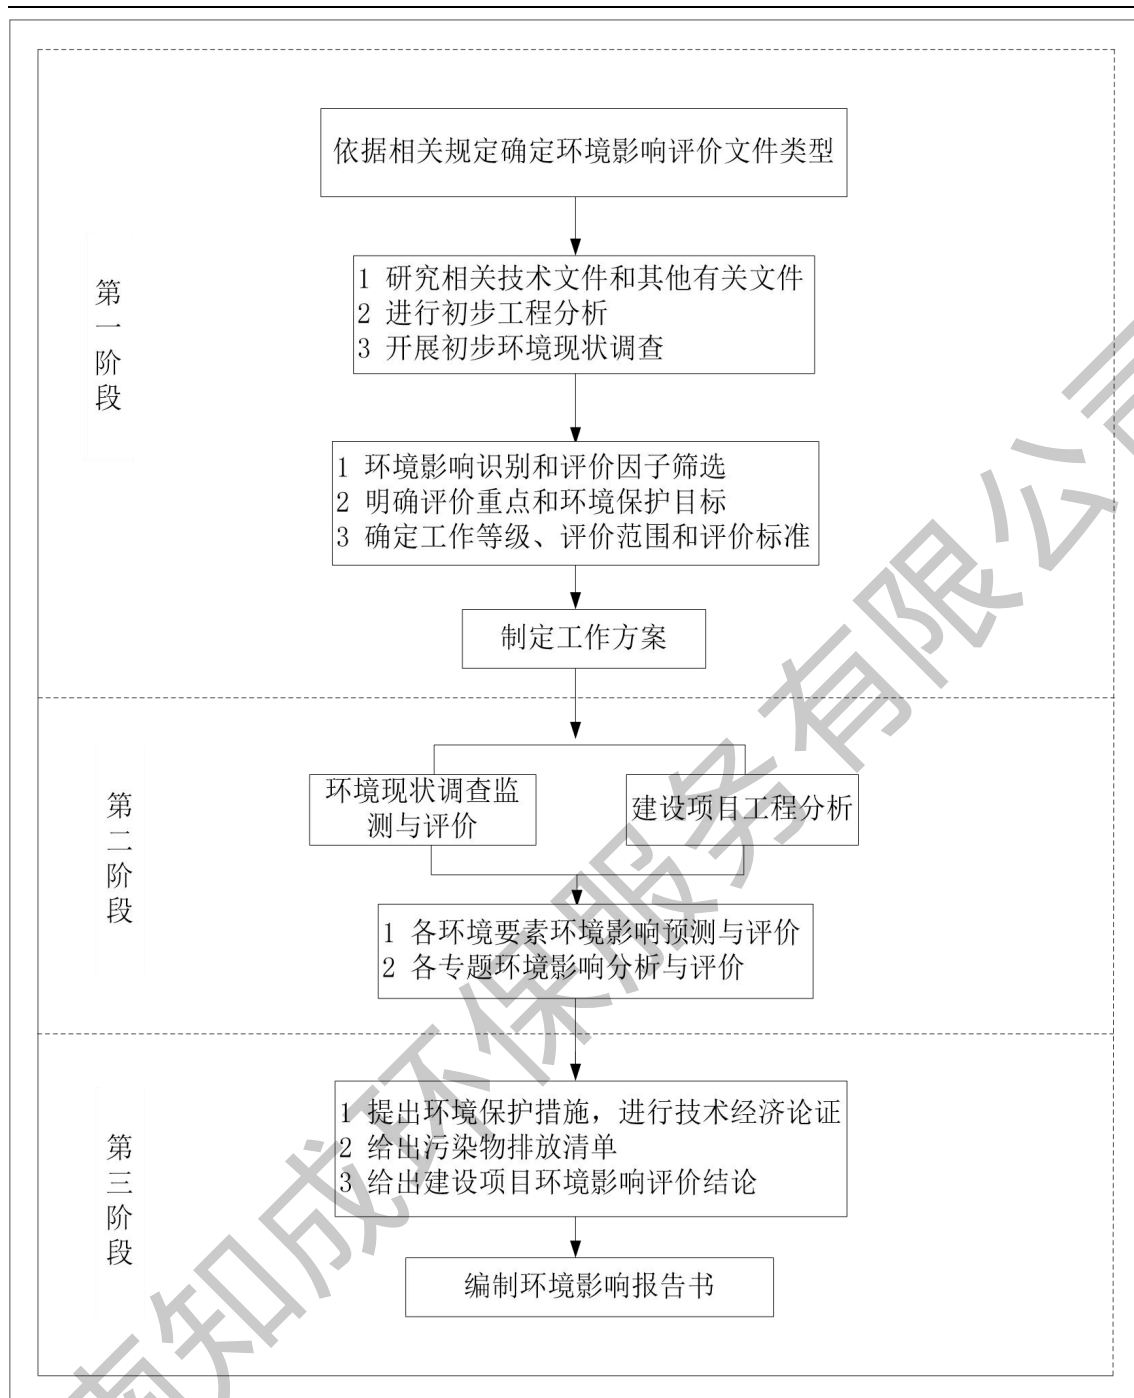 依据相关规定确定环境影响评价文件类型
第一阶段
1 研究相关技术文件和其他有关文件
2 进行初步工程分析
3 开展初步环境现状调查
1 环境影响识别和评价因子筛选
2 明确评价重点和环境保护目标
3 确定工作等级、评价范围和评价标准
制定工作方案
第二阶段
环境现状调查监
测与评价
建设项目工程分析
1 各环境要素环境影响预测与评价
2 各专题环境影响分析与评价
第三阶段
1 提出环境保护措施，进行技术经济论证
2 给出污染物排放清单
3 给出建设项目环境影响评价结论
编制环境影响报告书
南知成环保服务有限公司